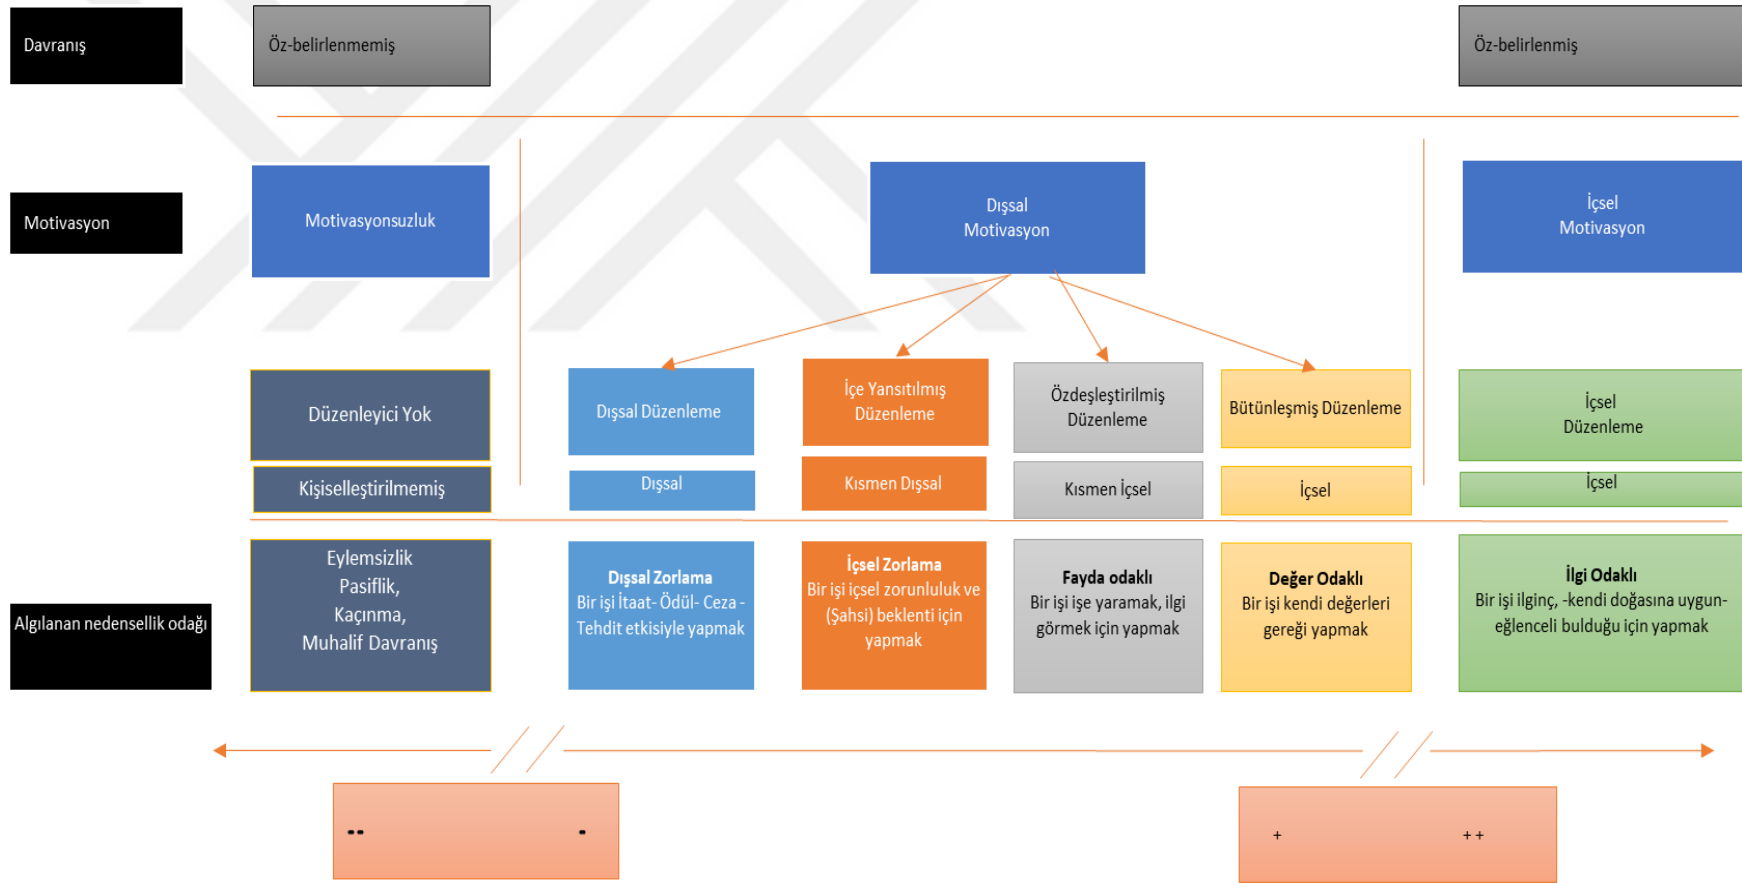 Davranış
Öz-belirlenmemiş
Öz-belirlenmiş
Motivasyon
Motivasyonsuzluk
Dışsal
Motivasyon
İçsel
Motivasyon
Düzenleyici Yok
Dışsal Düzenleme
İçe Yansıtılmış
Düzenleme
Özdeşleştirilmiş
Düzenleme
Bütünleşmiş Düzenleme
İçsel
Düzenleme
Kişiselleştirilmemiş
Dışsal
Kısmen Dışsal
Kısmen İçsel
İçsel
İçsel
Algılanan nedensellik odağı
Eylemsizlik
Pasiflik,
Kaçınma,
Muhalif Davranış
Dışsal Zorlama
Bir işi İtaat- Ödül- Ceza -
Tehdit etkisiyle yapmak
İçsel Zorlama
Bir işi içsel zorunluluk ve
(Şahsi) beklenti için
yapmak
Fayda odaklı
Bir işi işe yaramak, ilgi
görmek için yapmak
Değer Odaklı
Bir işi kendi değerleri
gereği yapmak
İlgi Odaklı
Bir işi ilginç, -kendi doğasına uygun-
eğlenceli bulduğu için yapmak
-- -
+ ++